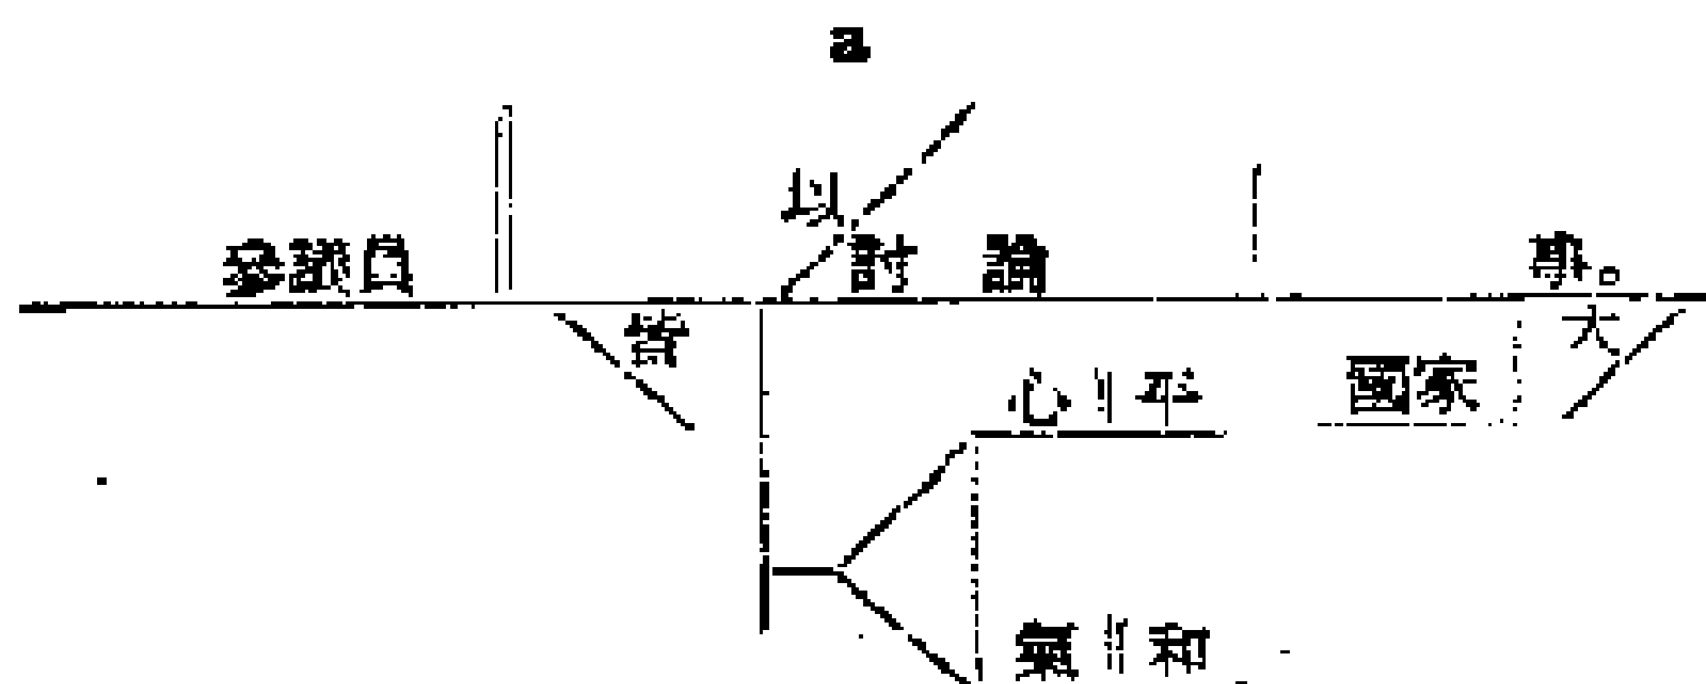 a
以
參議員 討論 事。
皆 大
心 平 國家
氣 和